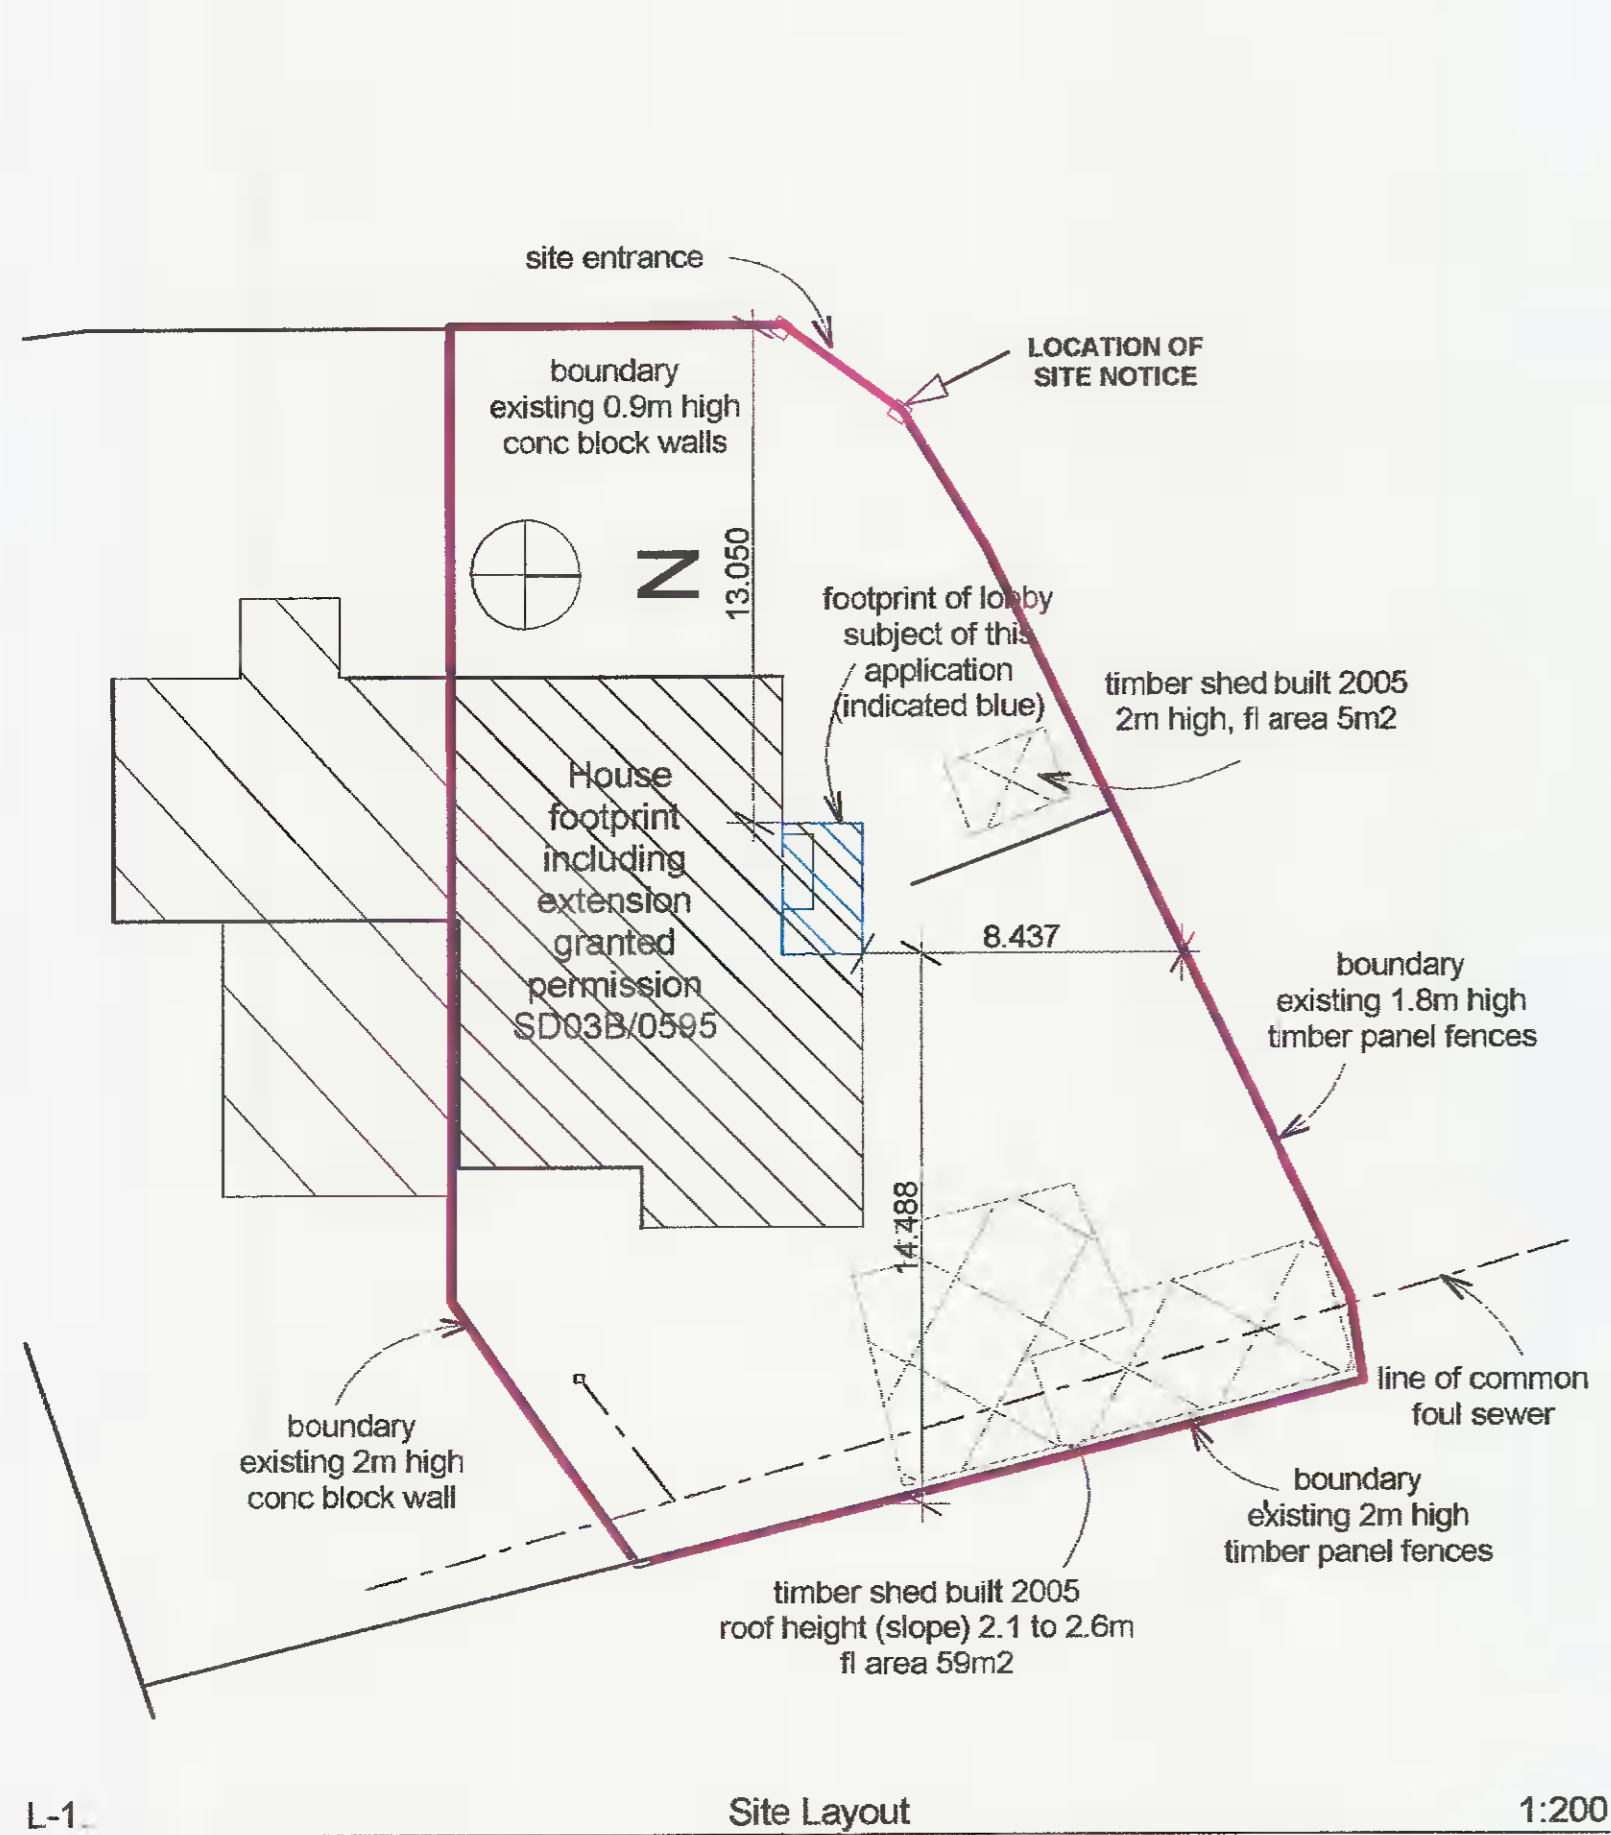 site entrance
LOCATION OF
SITE NOTICE
boundary
existing 0.9m high
conc block walls
N
13.050
footprint of lobby
subject of this
application
(indicated blue)
timber shed built 2005
2m high, fl area 5m2
House
footprint
including
extension
granted
permission
SD03B/0595
8.437
boundary
existing 1.8m high
timber panel fences
14.488
line of common
foul sewer
boundary
existing 2m high
conc block wall
boundary
existing 2m high
timber panel fences
timber shed built 2005
roof height (slope) 2.1 to 2.6m
fl area 59m2
L-1
Site Layout
1:200